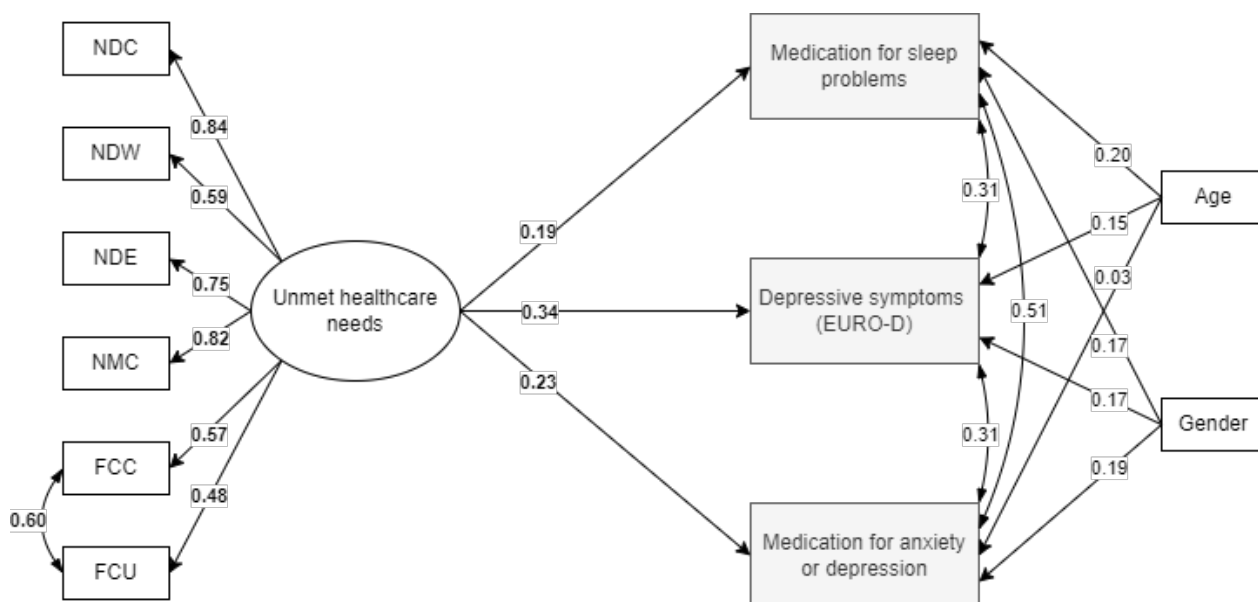 NDC
NDW
NDE
NMC
FCC
FCU
0.84
0.59
0.75
0.82
0.57
0.48
0.60
Unmet healthcare
needs
0.19
0.34
0.23
Medication for sleep
problems
Depressive symptoms
(EURO-D)
Medication for anxiety
or depression
0.31
0.51
0.31
0.20
0.15
0.03
0.17
0.17
0.19
Age
Gender